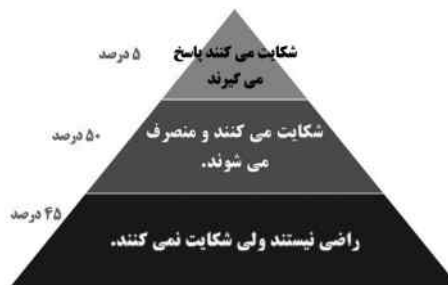 شکایت می کنند پاسخ
می گیرند
۵ درصد
شکایت می کنند و منصرف
می شوند.
۵۰ درصد
راضی نیستند ولی شکایت نمی کنند.
۴۵ درصد